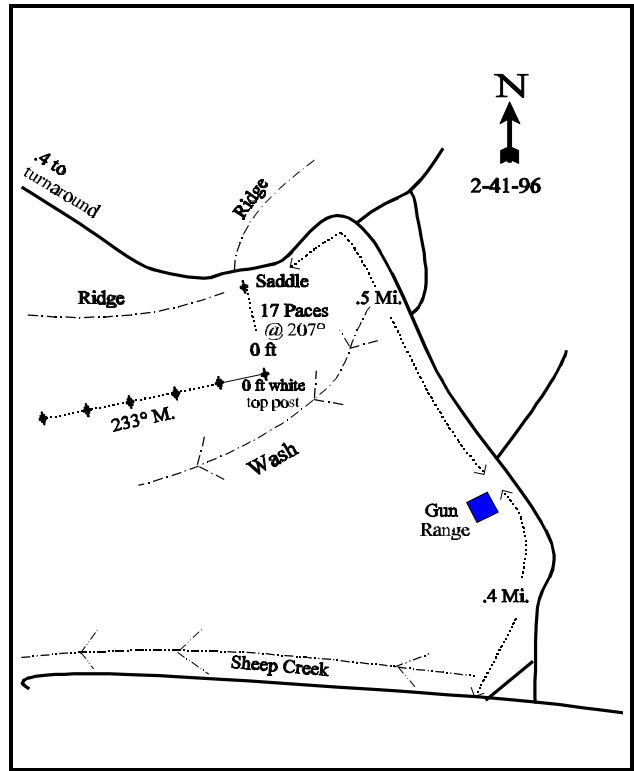 N
2-41-96
.4 to
turnaround
Ridge
Saddle
Ridge
.5 Mi.
17 Paces
@ 207°
0 ft
0 ft white
top post
233° M.
Wash
Gun
Range
.4 Mi.
Sheep Creek